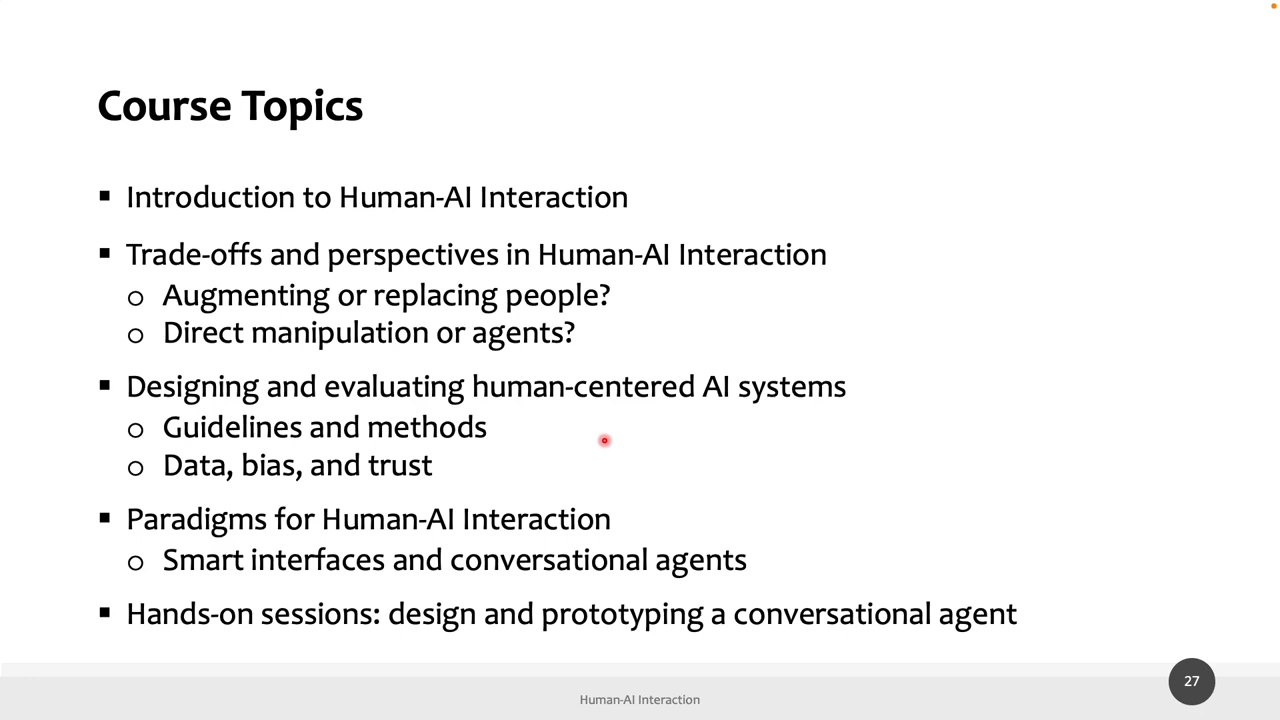 Course Topics
▪ Introduction to Human-AI Interaction
▪ Trade-offs and perspectives in Human-AI Interaction
o Augmenting or replacing people?
o Direct manipulation or agents?
▪ Designing and evaluating human-centered AI systems
o Guidelines and methods
o Data, bias, and trust
▪ Paradigms for Human-AI Interaction
o Smart interfaces and conversational agents
▪ Hands-on sessions: design and prototyping a conversational agent
Human-AI Interaction
27